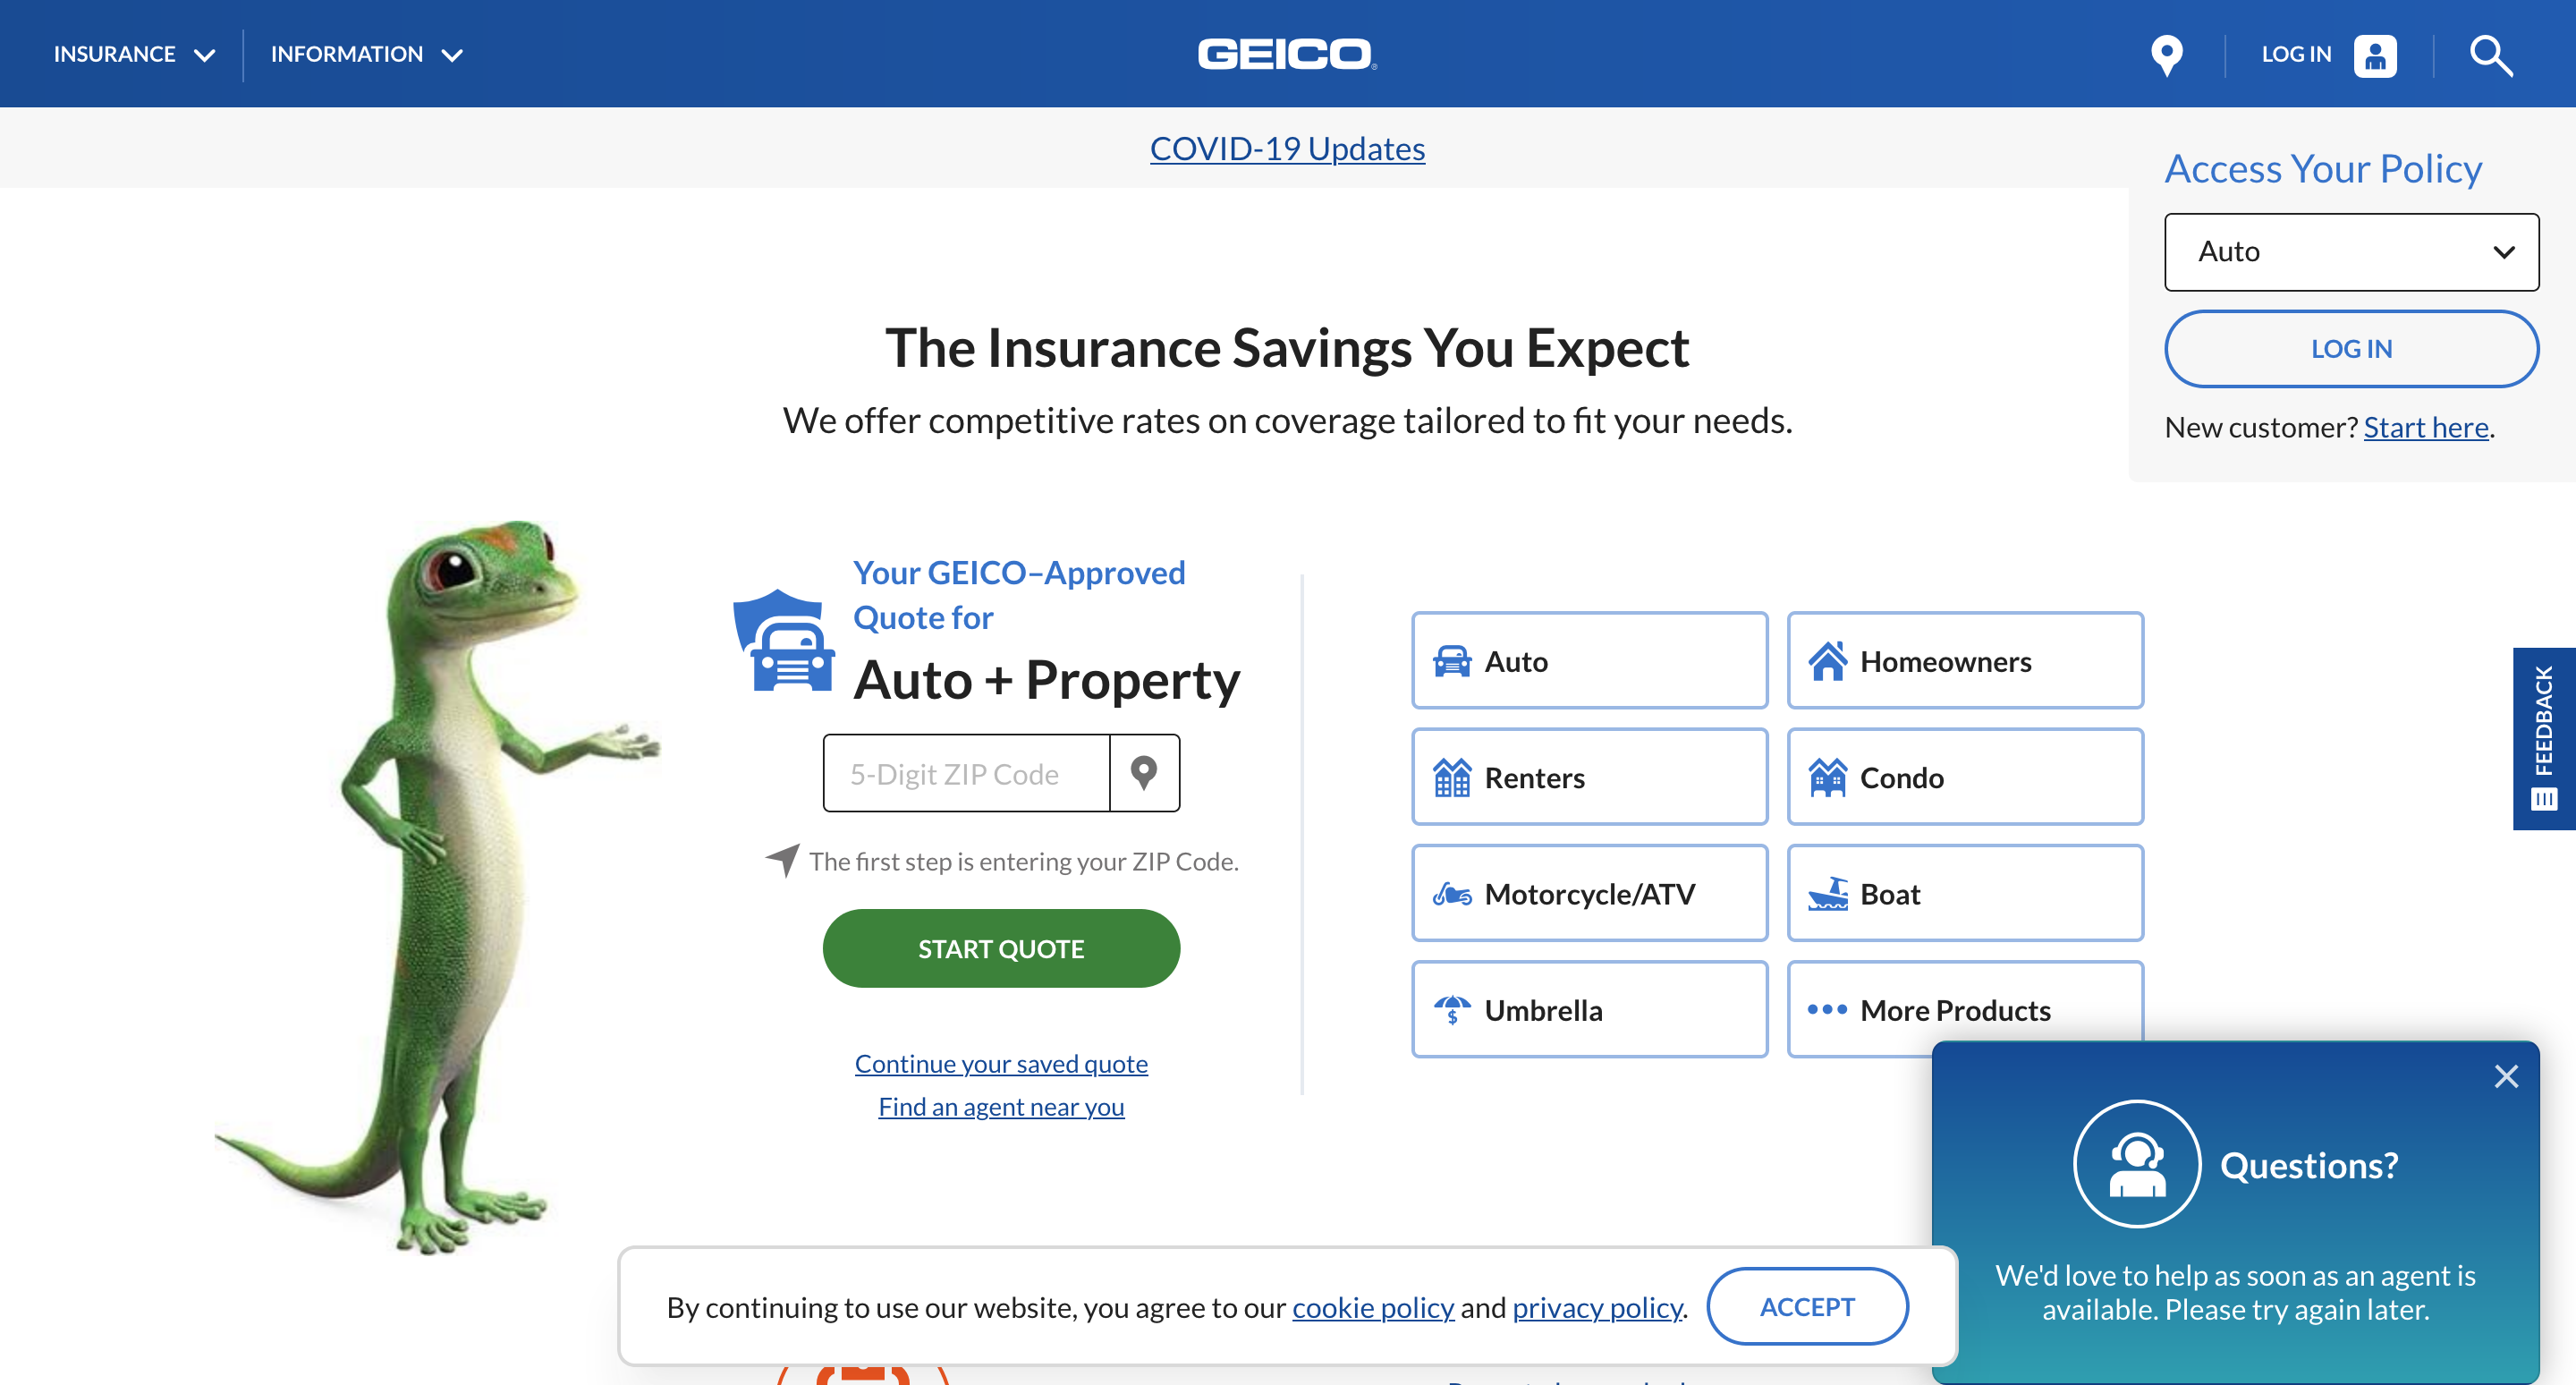 INSURANCE
INFORMATION
GEICO
LOG IN
COVID-19 Updates
Access Your Policy
Auto
LOG IN
New customer? Start here.
The Insurance Savings You Expect
We offer competitive rates on coverage tailored to fit your needs.
Your GEICO–Approved
Quote for
Auto + Property
5-Digit ZIP Code
The first step is entering your ZIP Code.
START QUOTE
Continue your saved quote
Find an agent near you
Auto
Homeowners
Renters
Condo
Motorcycle/ATV
Boat
Umbrella
More Products
FEEDBACK
Questions?
We'd love to help as soon as an agent is
available. Please try again later.
By continuing to use our website, you agree to our cookie policy and privacy policy.
ACCEPT